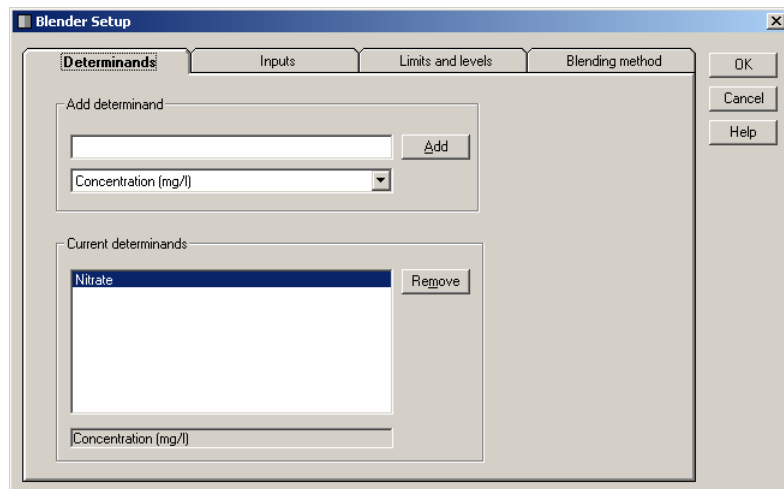 Blender Setup
Determinands Inputs Limits and levels Blending method
OK
Cancel
Help
Add determinand
Add
Concentration (mg/l)
Current determinands
Nitrate
Remove
Concentration (mg/l)